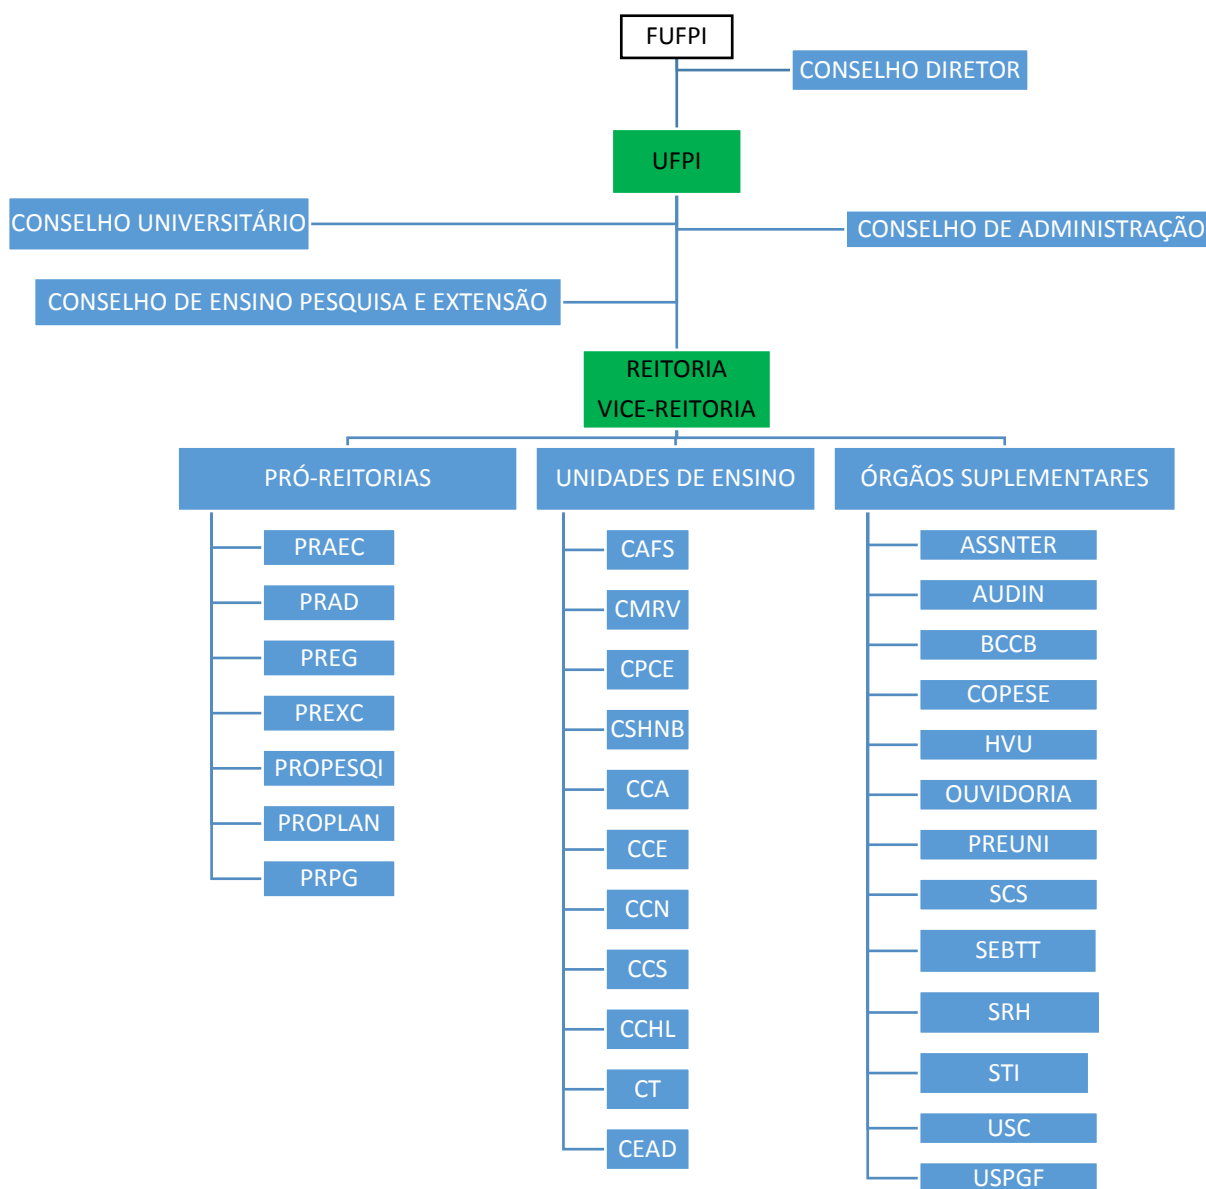 FUFPI
CONSELHO DIRETOR
UFPI
CONSELHO UNIVERSITÁRIO
CONSELHO DE ADMINISTRAÇÃO
CONSELHO DE ENSINO PESQUISA E EXTENSÃO
REITORIA
VICE-REITORIA
PRÓ-REITORIAS
PRAEC
PRAD
PREG
PREXC
PROPESQI
PROPLAN
PRPG
UNIDADES DE ENSINO
CAFS
CMRV
CPCE
CSHNB
CCA
CCE
CCN
CCS
CCHL
CT
CEAD
ÓRGÃOS SUPLEMENTARES
ASSNTER
AUDIN
BCCB
COPESE
HVU
OUVIDORIA
PREUNI
SCS
SEBTT
SRH
STI
USC
USPGF